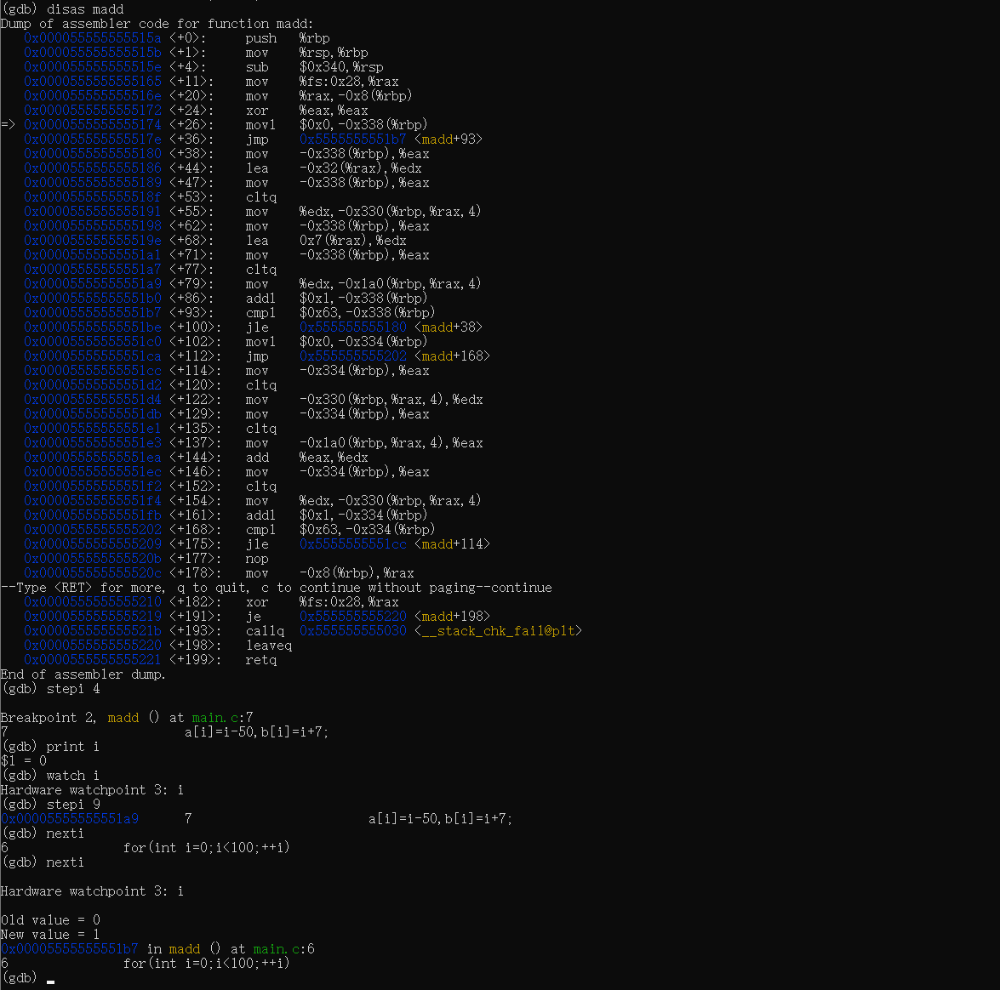 (gdb) disas madd
Dump of assembler code for function madd:
   0x000055555555515a <+0>:     push   %rbp
   0x000055555555515b <+1>:     mov    %rsp,%rbp
   0x000055555555515e <+4>:     sub    $0x340,%rsp
   0x0000555555555165 <+11>:    mov    %fs:0x28,%rax
   0x000055555555516e <+20>:    mov    %rax,-0x8(%rbp)
   0x0000555555555172 <+24>:    xor    %eax,%eax
=> 0x0000555555555174 <+26>:    movl   $0x0,-0x338(%rbp)
   0x000055555555517e <+36>:    jmp    0x5555555551b7 <madd+93>
   0x0000555555555180 <+38>:    mov    -0x338(%rbp),%eax
   0x0000555555555186 <+44>:    lea    -0x32(%rax),%edx
   0x0000555555555189 <+47>:    mov    -0x338(%rbp),%eax
   0x000055555555518f <+53>:    cltq
   0x0000555555555191 <+55>:    mov    %edx,-0x330(%rbp,%rax,4)
   0x0000555555555198 <+62>:    mov    -0x338(%rbp),%eax
   0x000055555555519e <+68>:    lea    0x7(%rax),%edx
   0x00005555555551a1 <+71>:    mov    -0x338(%rbp),%eax
   0x00005555555551a7 <+77>:    cltq
   0x00005555555551a9 <+79>:    mov    %edx,-0x1a0(%rbp,%rax,4)
   0x00005555555551b0 <+86>:    addl   $0x1,-0x338(%rbp)
   0x00005555555551b7 <+93>:    cmpl   $0x63,-0x338(%rbp)
   0x00005555555551be <+100>:   jle    0x555555555180 <madd+38>
   0x00005555555551c0 <+102>:   movl   $0x0,-0x334(%rbp)
   0x00005555555551ca <+112>:   jmp    0x555555555202 <madd+168>
   0x00005555555551cc <+114>:   mov    -0x334(%rbp),%eax
   0x00005555555551d2 <+120>:   cltq
   0x00005555555551d4 <+122>:   mov    -0x330(%rbp,%rax,4),%edx
   0x00005555555551db <+129>:   mov    -0x334(%rbp),%eax
   0x00005555555551e1 <+135>:   cltq
   0x00005555555551e3 <+137>:   mov    -0x1a0(%rbp,%rax,4),%eax
   0x00005555555551ea <+144>:   add    %eax,%edx
   0x00005555555551ec <+146>:   mov    -0x334(%rbp),%eax
   0x00005555555551f2 <+152>:   cltq
   0x00005555555551f4 <+154>:   mov    %edx,-0x330(%rbp,%rax,4)
   0x00005555555551fb <+161>:   addl   $0x1,-0x334(%rbp)
   0x0000555555555202 <+168>:   cmpl   $0x63,-0x334(%rbp)
   0x0000555555555209 <+175>:   jle    0x5555555551cc <madd+114>
   0x000055555555520b <+177>:   nop
   0x000055555555520c <+178>:   mov    -0x8(%rbp),%rax
--Type <RET> for more, q to quit, c to continue without paging--continue
   0x0000555555555210 <+182>:   xor    %fs:0x28,%rax
   0x0000555555555219 <+191>:   je     0x555555555220 <madd+198>
   0x000055555555521b <+193>:   callq  0x555555555030 <__stack_chk_fail@plt>
   0x0000555555555220 <+198>:   leaveq
   0x0000555555555221 <+199>:   retq
End of assembler dump.
(gdb) stepi 4
Breakpoint 2, madd () at main.c:7
7                       a[i]=i-50,b[i]=i+7;
(gdb) print i
$1 = 0
(gdb) watch i
Hardware watchpoint 3: i
(gdb) stepi 9
0x00005555555551a9      7                       a[i]=i-50,b[i]=i+7;
(gdb) nexti
6               for(int i=0;i<100;++i)
(gdb) nexti
Hardware watchpoint 3: i
Old value = 0
New value = 1
0x00005555555551b7 in madd () at main.c:6
6               for(int i=0;i<100;++i)
(gdb)